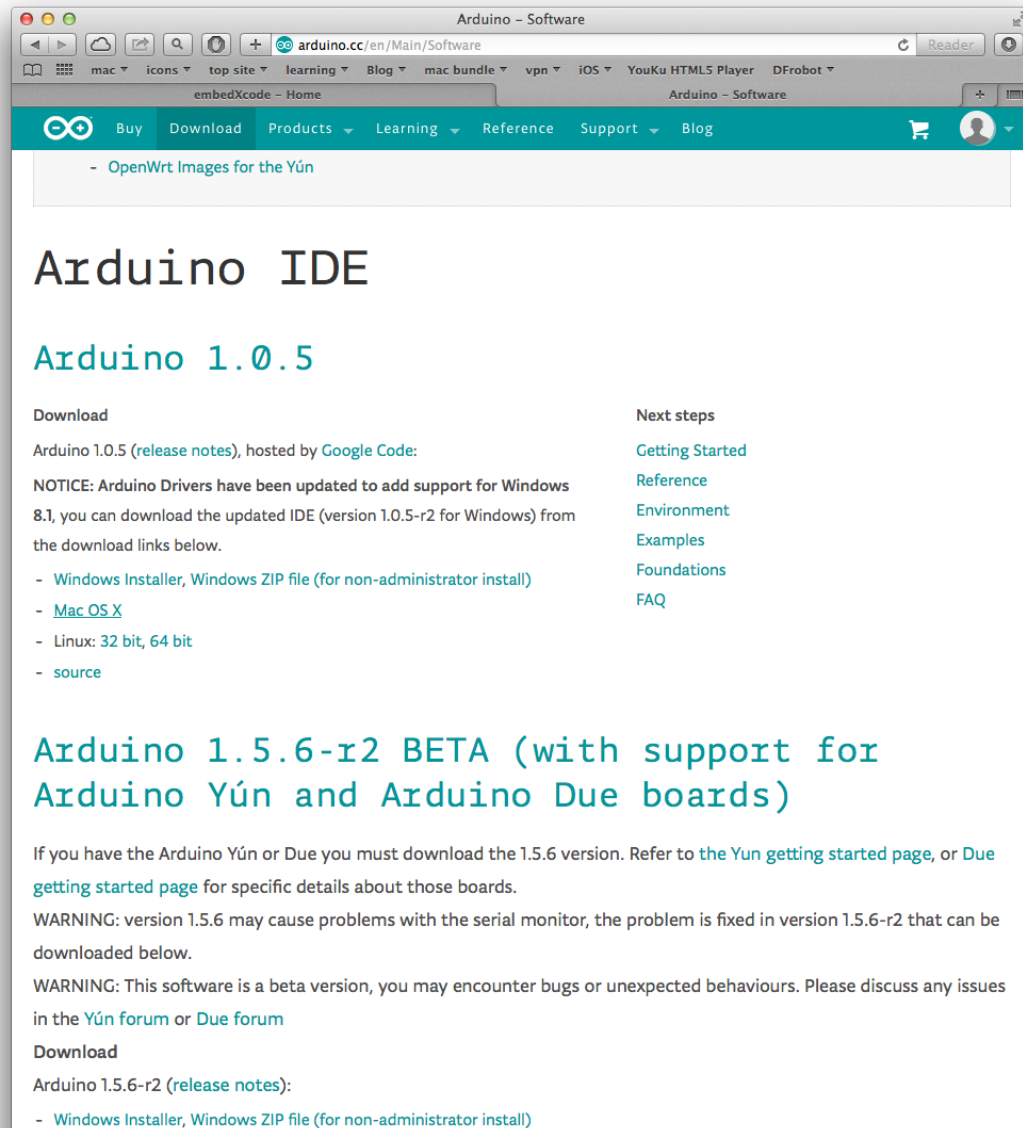 Arduino – Software
arduino.cc/en/Main/Software
Reader
mac icons top site learning Blog mac bundle vpn iOS YouKu HTML5 Player DFrobot
embedXcode – Home
Arduino – Software
Buy Download Products Learning Reference Support Blog
- OpenWrt Images for the Yún
Arduino IDE
Arduino 1.0.5
Download
Arduino 1.0.5 (release notes), hosted by Google Code:
NOTICE: Arduino Drivers have been updated to add support for Windows
8.1, you can download the updated IDE (version 1.0.5-r2 for Windows) from
the download links below.
- Windows Installer, Windows ZIP file (for non-administrator install)
- Mac OS X
- Linux: 32 bit, 64 bit
- source
Next steps
Getting Started
Reference
Environment
Examples
Foundations
FAQ
Arduino 1.5.6-r2 BETA (with support for
Arduino Yún and Arduino Due boards)
If you have the Arduino Yún or Due you must download the 1.5.6 version. Refer to the Yun getting started page, or Due
getting started page for specific details about those boards.
WARNING: version 1.5.6 may cause problems with the serial monitor, the problem is fixed in version 1.5.6-r2 that can be
downloaded below.
WARNING: This software is a beta version, you may encounter bugs or unexpected behaviours. Please discuss any issues
in the Yún forum or Due forum
Download
Arduino 1.5.6-r2 (release notes):
- Windows Installer, Windows ZIP file (for non-administrator install)